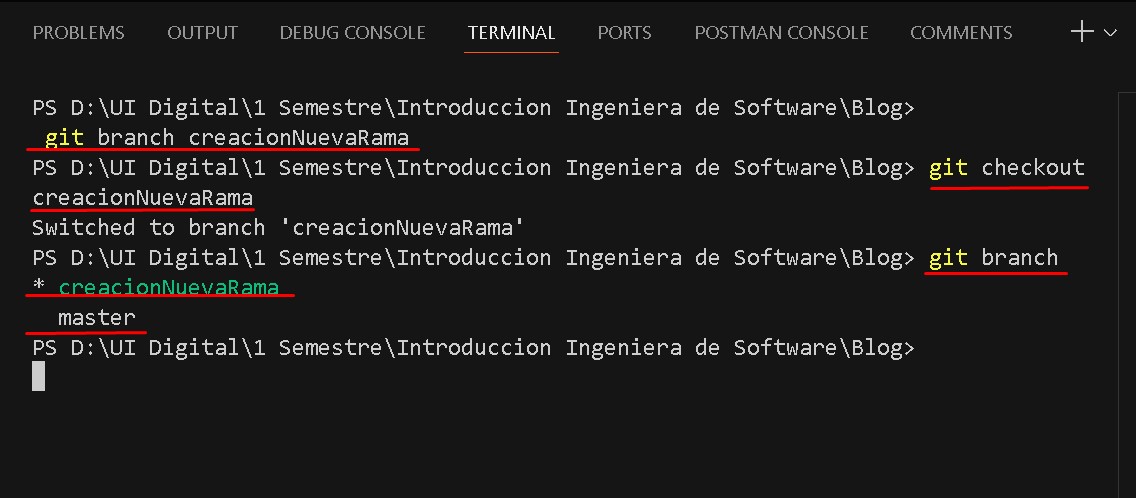 PROBLEMS OUTPUT DEBUG CONSOLE TERMINAL PORTS POSTMAN CONSOLE COMMENTS
PS D:\UI Digital\1 Semestre\Introduccion Ingeniera de Software\Blog>
git branch creacionNuevaRama
PS D:\UI Digital\1 Semestre\Introduccion Ingeniera de Software\Blog> git checkout
creacionNuevaRama
Switched to branch 'creacionNuevaRama'
PS D:\UI Digital\1 Semestre\Introduccion Ingeniera de Software\Blog> git branch
* creacionNuevaRama
master
PS D:\UI Digital\1 Semestre\Introduccion Ingeniera de Software\Blog>